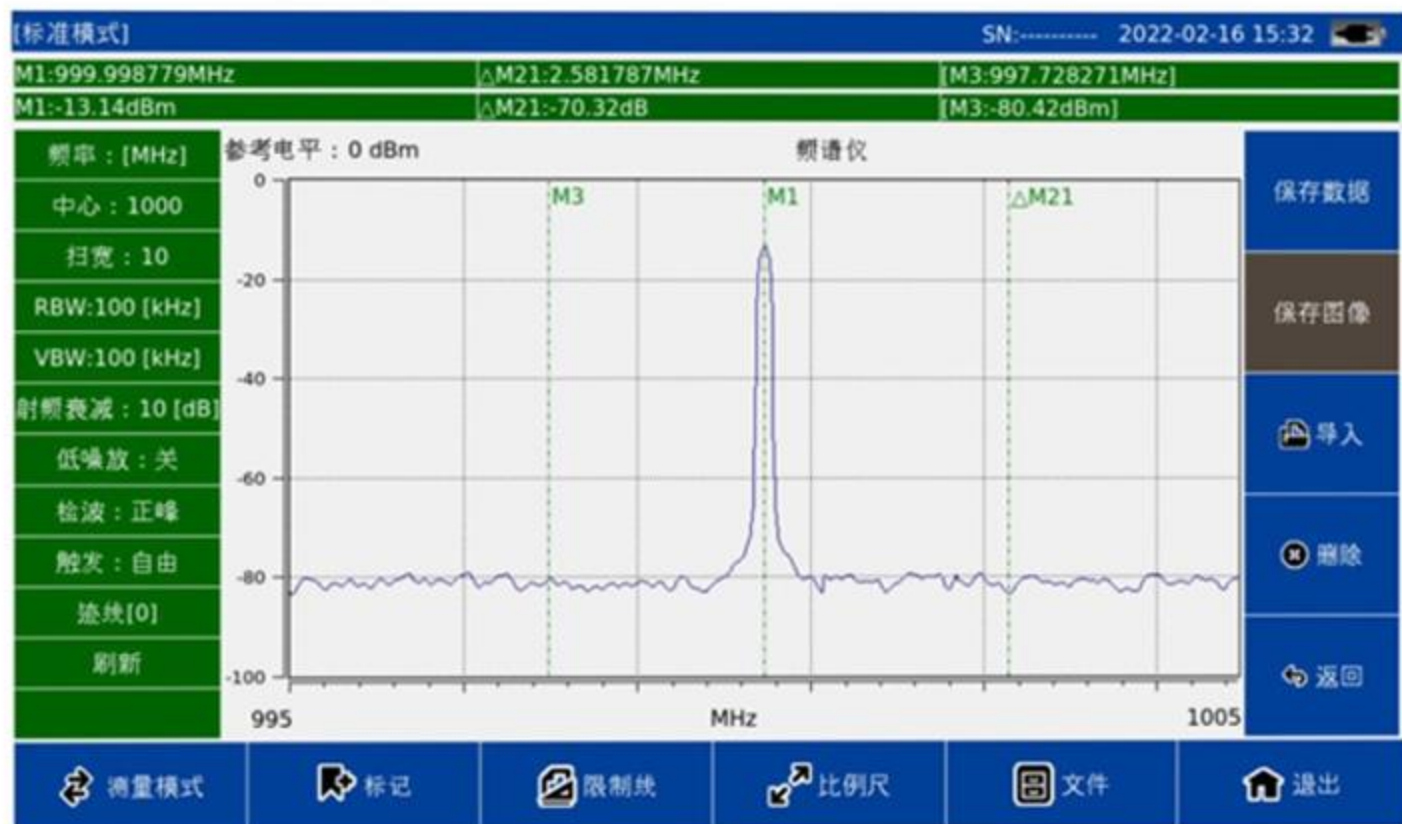 [标准模式] SN:---------- 2022-02-16 15:32
M1:999.998779MHz △M21:2.581787MHz [M3:997.728271MHz]
M1:-13.14dBm △M21:-70.32dB [M3:-80.42dBm]
频率：[MHz]
中心：1000
扫宽：10
RBW:100 [kHz]
VBW:100 [kHz]
射频衰减：10 [dB]
低噪放：关
检波：正峰
触发：自由
迹线[0]
刷新
参考电平：0 dBm 频谱仪
M3 M1 △M21
0
-20
-40
-60
-80
-100
995 MHz 1005
保存数据
保存图像
导入
删除
返回
测量模式 标记 限制线 比例尺 文件 退出